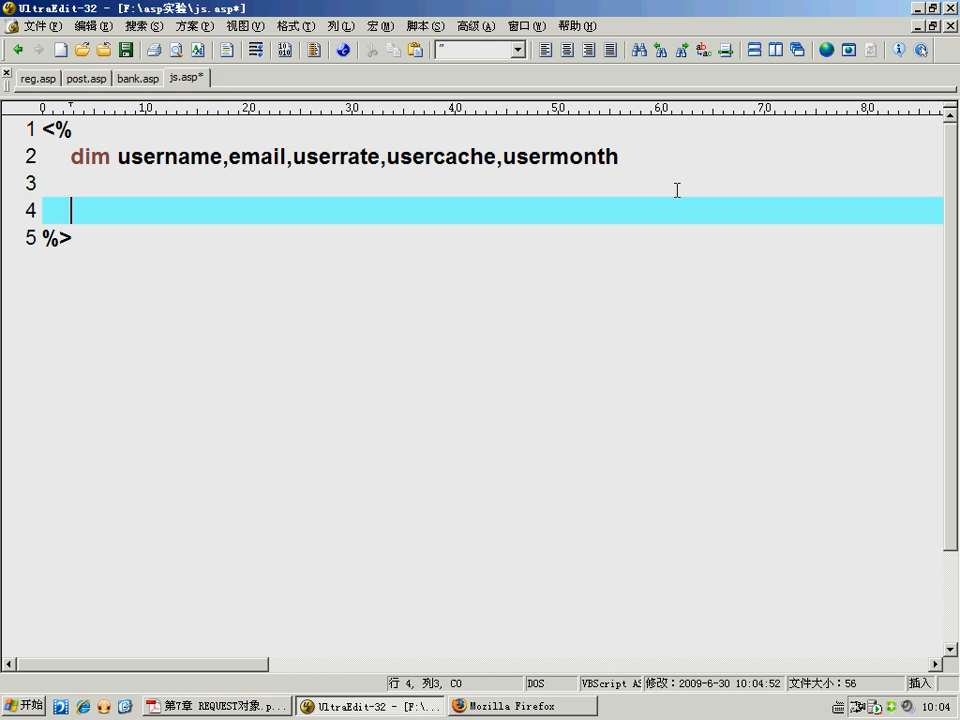 UltraEdit-32 - [F:\asp实验\js.asp*]
文件(F) 编辑(E) 搜索(S) 方案(P) 视图(V) 格式(T) 列(L) 宏(M) 脚本(S) 高级(A) 窗口(W) 帮助(H)
reg.asp post.asp bank.asp js.asp*
0 10 20 30 40 50 60 70 80
1 <%
2 dim username,email,userrate,usercache,usermonth
3
4
5 %>
行 4, 列3, C0 DOS VBScript AS 修改：2009-6-30 10:04:52 文件大小：56 插入
开始 第7章 REQUEST对象.p... UltraEdit-32 - [F:\... Mozilla Firefox 10:04